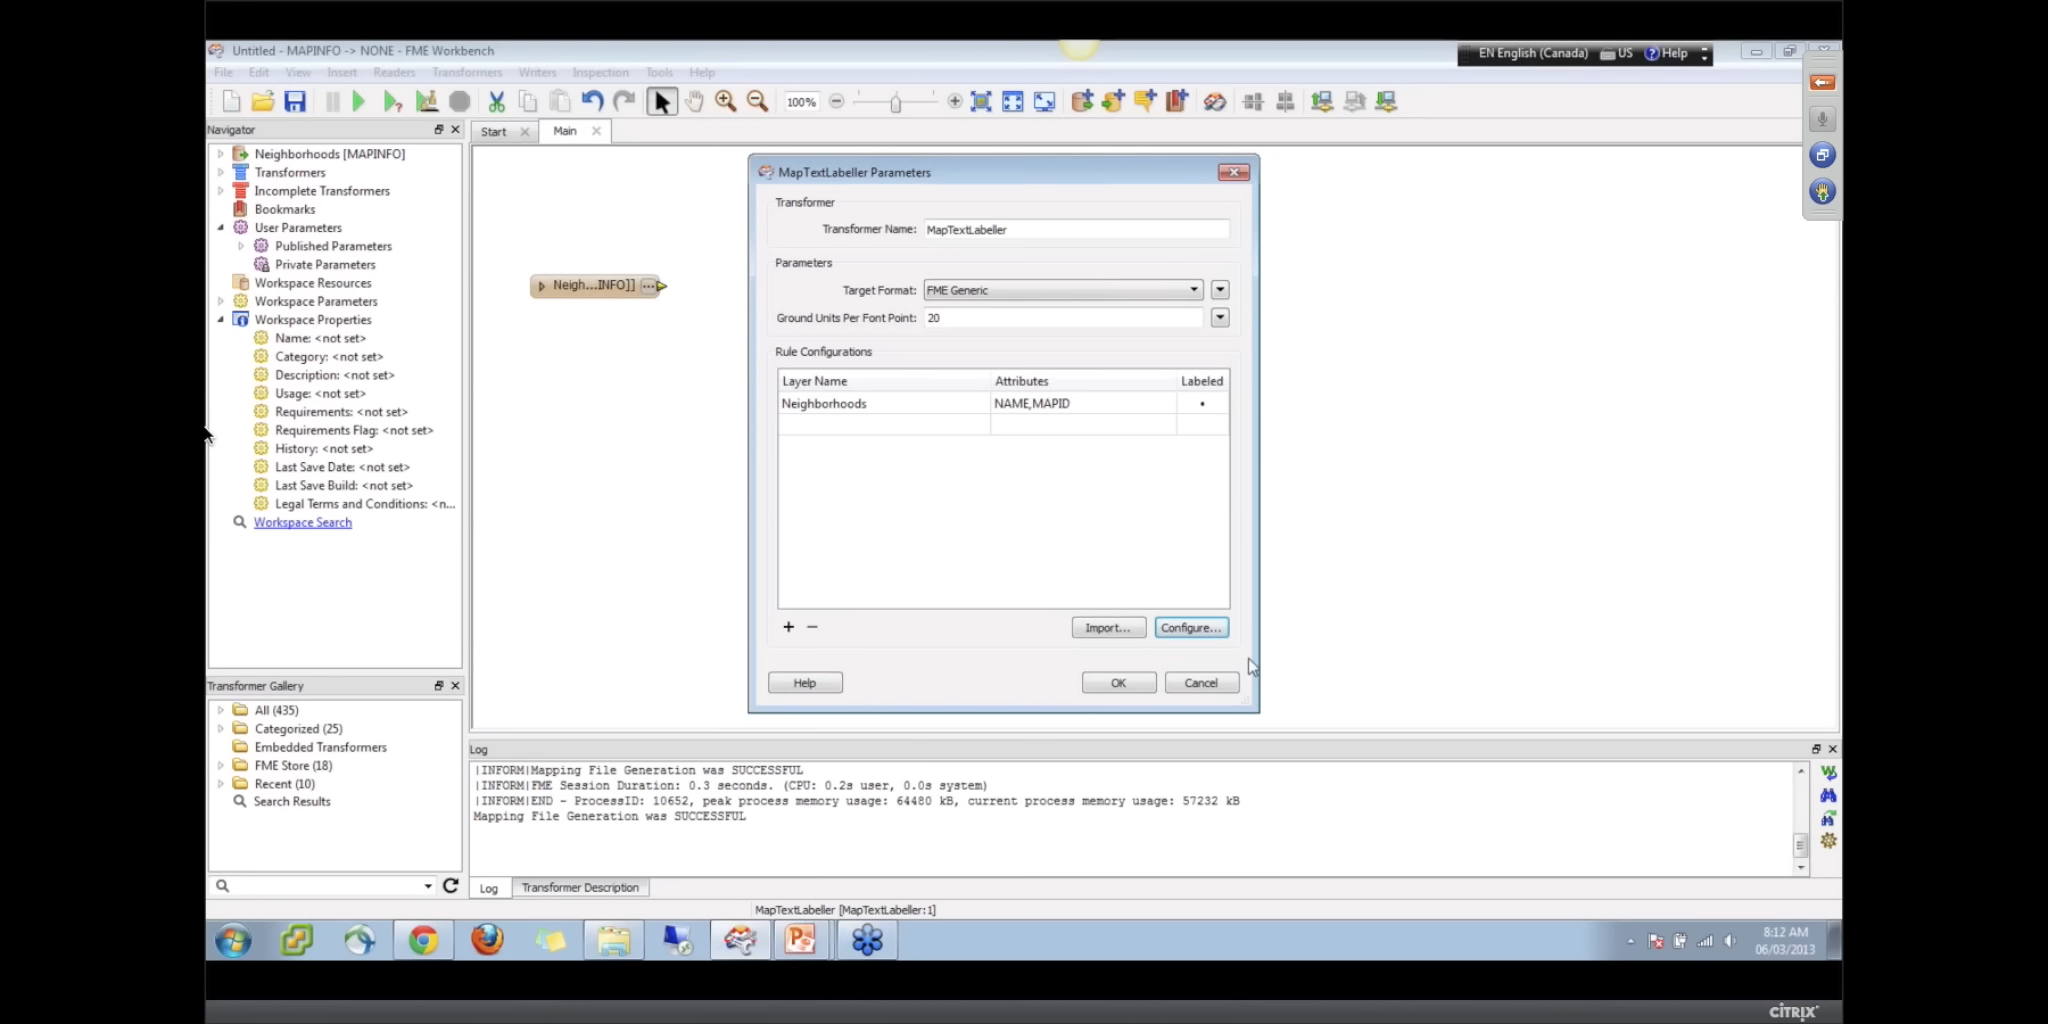 Untitled - MAPINFO -> NONE - FME Workbench
EN English (Canada) US Help
File Edit View Insert Readers Transformers Writers Inspection Tools Help
100%
Navigator
Start Main
Neighborhoods [MAPINFO]
Transformers
Incomplete Transformers
Bookmarks
User Parameters
Published Parameters
Private Parameters
Workspace Resources
Workspace Parameters
Workspace Properties
Name: <not set>
Category: <not set>
Description: <not set>
Usage: <not set>
Requirements: <not set>
Requirements Flag: <not set>
History: <not set>
Last Save Date: <not set>
Last Save Build: <not set>
Legal Terms and Conditions: <n...
Workspace Search
Neigh...INFO]]
MapTextLabeller Parameters
Transformer
Transformer Name: MapTextLabeller
Parameters
Target Format: FME Generic
Ground Units Per Font Point: 20
Rule Configurations
Layer Name Attributes Labeled
Neighborhoods NAME,MAPID •
+ −
Import... Configure...
Help OK Cancel
Transformer Gallery
All (435)
Categorized (25)
Embedded Transformers
FME Store (18)
Recent (10)
Search Results
Log
|INFORM|Mapping File Generation was SUCCESSFUL
|INFORM|FME Session Duration: 0.3 seconds. (CPU: 0.2s user, 0.0s system)
|INFORM|END - ProcessID: 10652, peak process memory usage: 64480 kB, current process memory usage: 57232 kB
Mapping File Generation was SUCCESSFUL
Log Transformer Description
MapTextLabeller [MapTextLabeller:1]
8:12 AM
06/03/2013
CITRIX